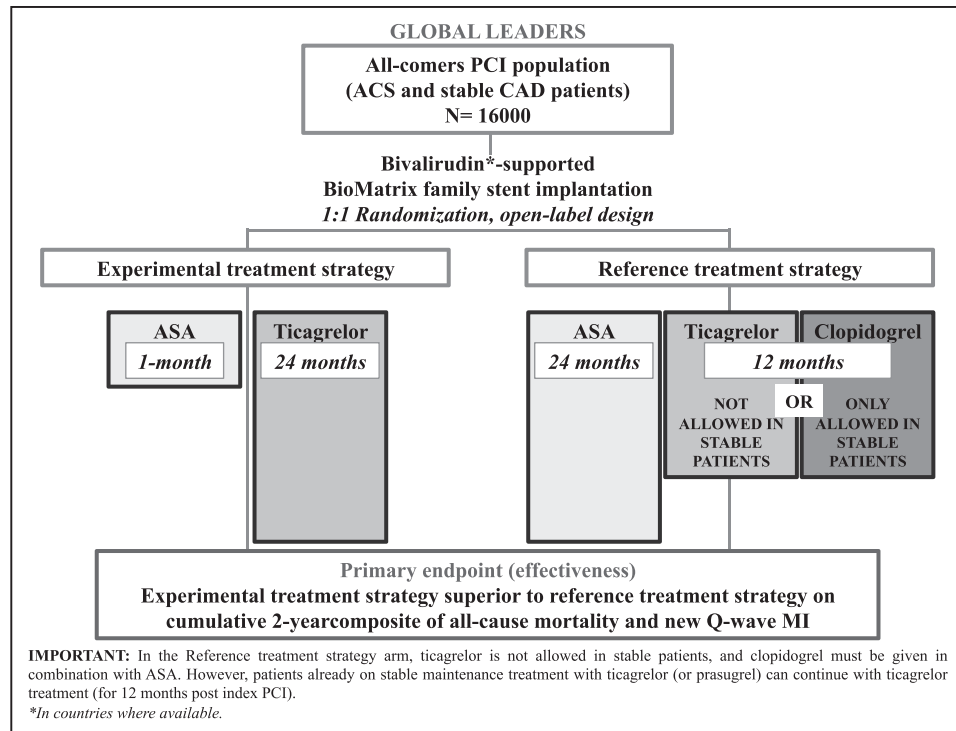 GLOBAL LEADERS
All-comers PCI population
(ACS and stable CAD patients)
N= 16000
Bivalirudin*-supported
BioMatrix family stent implantation
1:1 Randomization, open-label design
Experimental treatment strategy
Reference treatment strategy
ASA
1-month
Ticagrelor
24 months
ASA
24 months
Ticagrelor
Clopidogrel
12 months
OR
NOT
ALLOWED IN
STABLE
PATIENTS
ONLY
ALLOWED IN
STABLE
PATIENTS
Primary endpoint (effectiveness)
Experimental treatment strategy superior to reference treatment strategy on
cumulative 2-yearcomposite of all-cause mortality and new Q-wave MI
IMPORTANT: In the Reference treatment strategy arm, ticagrelor is not allowed in stable patients, and clopidogrel must be given in
combination with ASA. However, patients already on stable maintenance treatment with ticagrelor (or prasugrel) can continue with ticagrelor
treatment (for 12 months post index PCI).
*In countries where available.